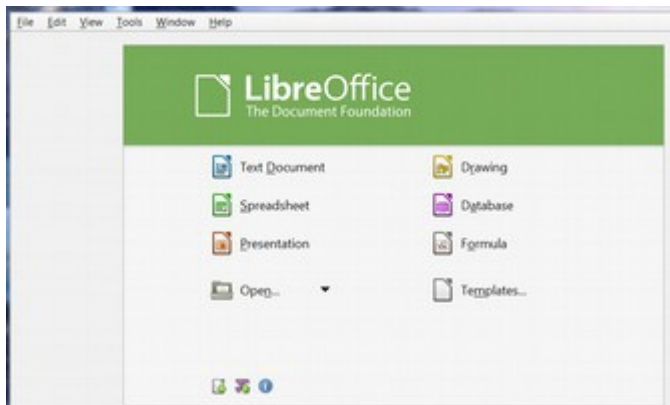 File Edit View Tools Window Help
LibreOffice
The Document Foundation
Text Document Drawing
Spreadsheet Database
Presentation Formula
Open... Templates...